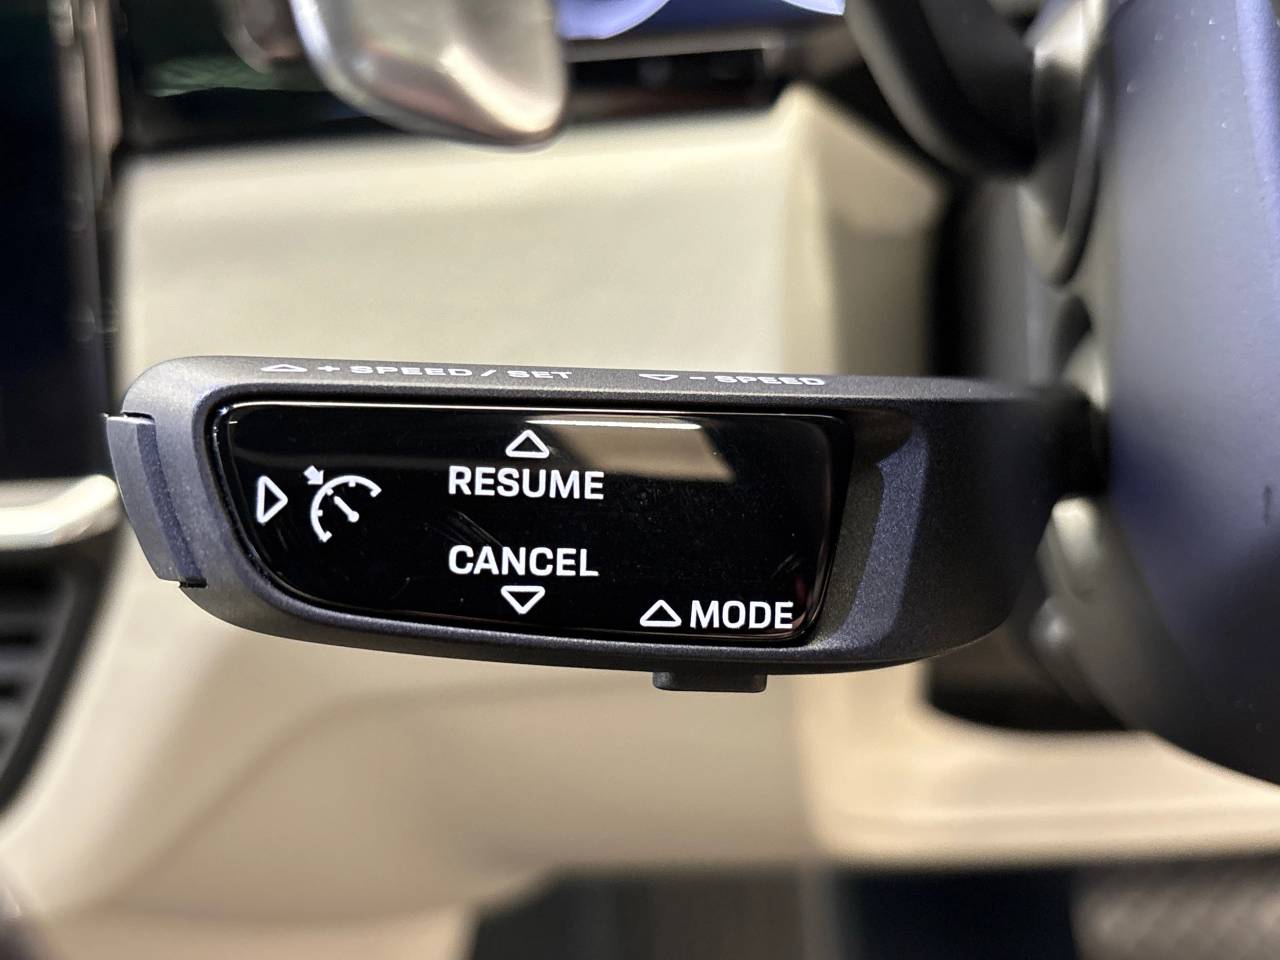 △ + SPEED / SET ▽ - SPEED
△
RESUME
CANCEL
▽
△ MODE